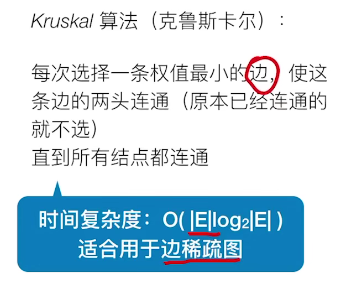 Kruskal 算法（克鲁斯卡尔）：
每次选择一条权值最小的边，使这
条边的两头连通（原本已经连通的
就不选）
直到所有结点都连通
时间复杂度：O( |E|log₂|E| )
适合用于边稀疏图